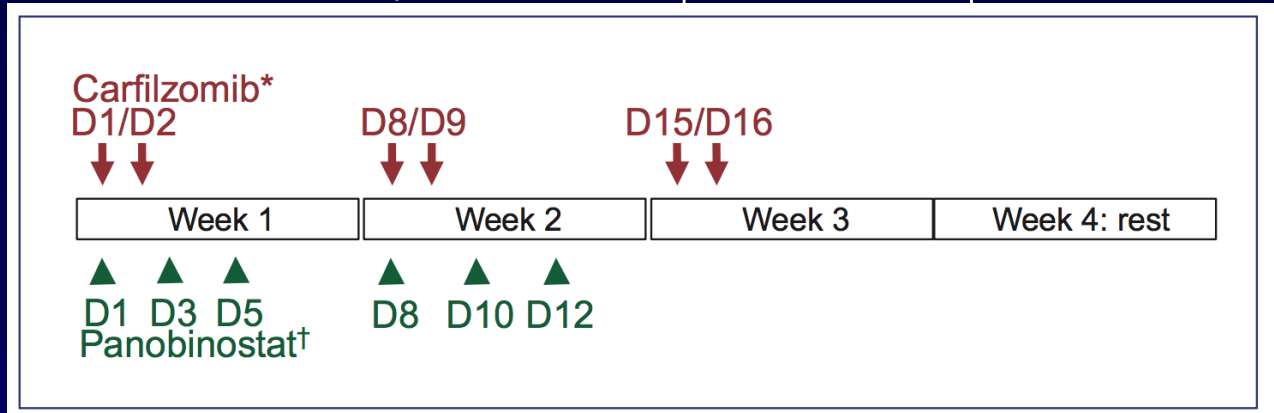 Carfilzomib*
D1/D2 D8/D9 D15/D16
Week 1 Week 2 Week 3 Week 4: rest
D1 D3 D5 D8 D10 D12
Panobinostat†